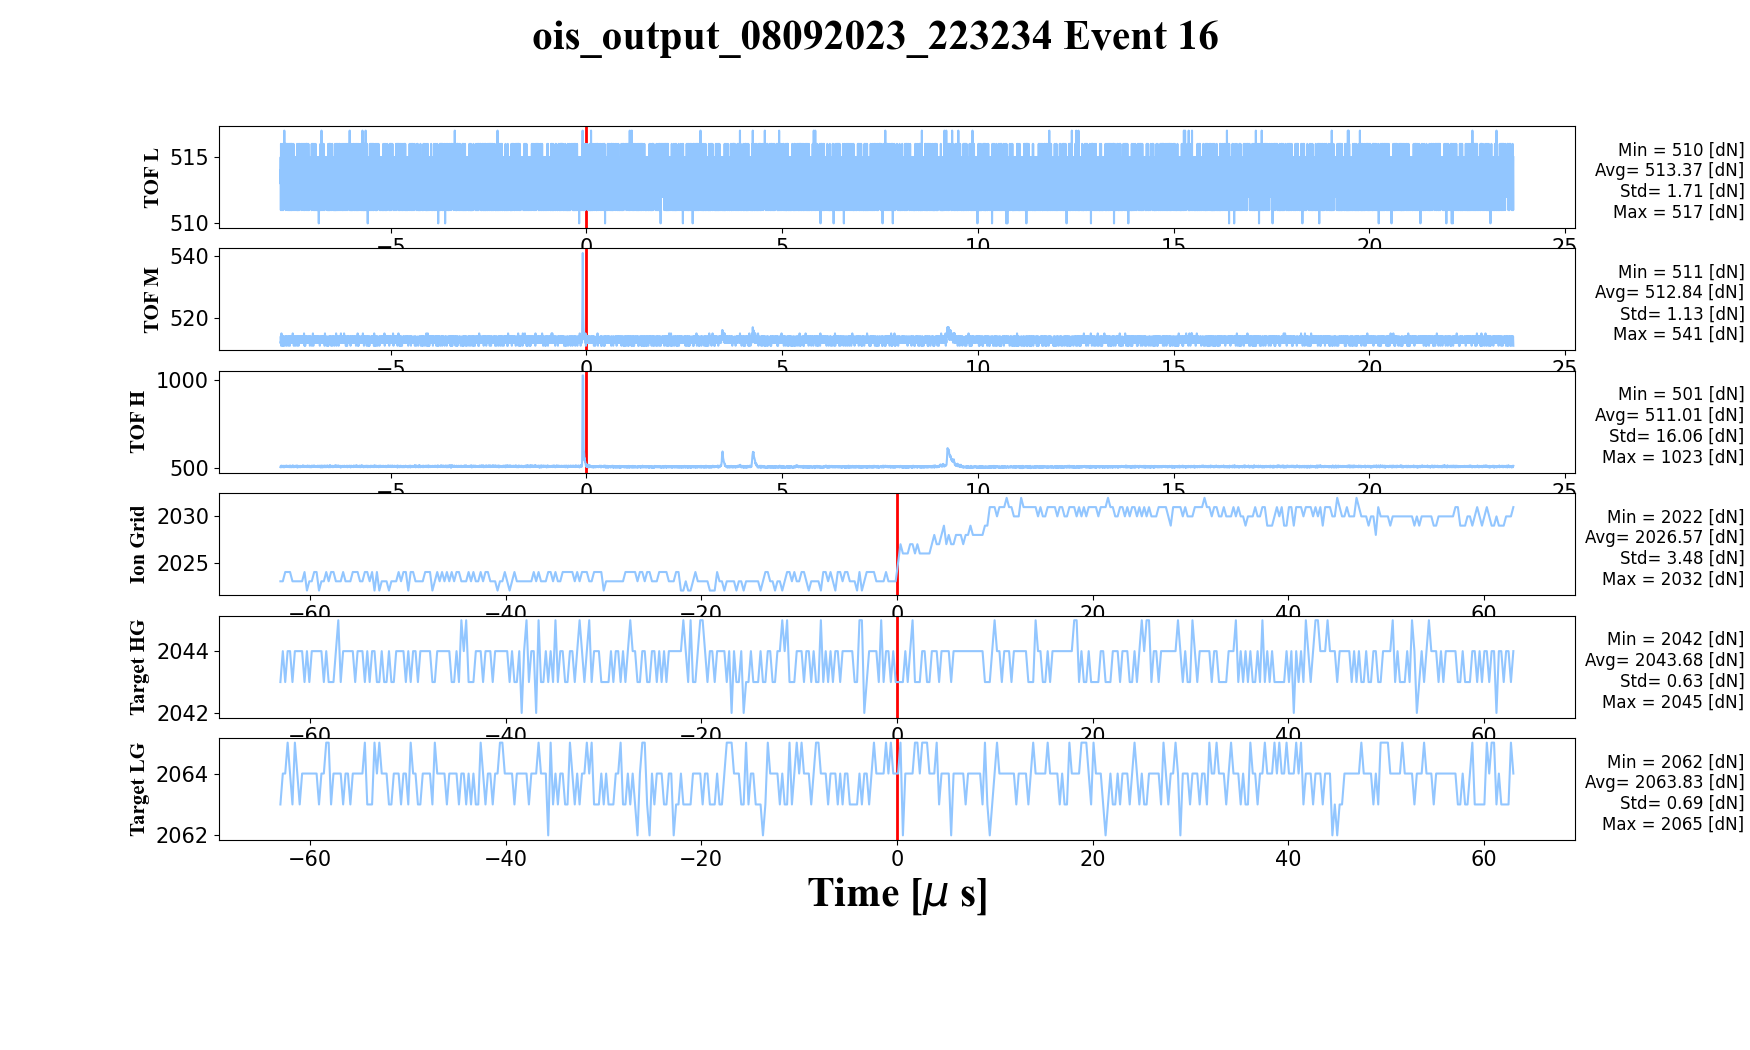 ois_output_08092023_223234 Event 16
TOF L
515
510
−5
0
5
10
15
20
25
Min = 510 [dN]
Avg= 513.37 [dN]
Std= 1.71 [dN]
Max = 517 [dN]
TOF M
540
520
−5
0
5
10
15
20
25
Min = 511 [dN]
Avg= 512.84 [dN]
Std= 1.13 [dN]
Max = 541 [dN]
TOF H
1000
500
−5
0
5
10
15
20
25
Min = 501 [dN]
Avg= 511.01 [dN]
Std= 16.06 [dN]
Max = 1023 [dN]
Ion Grid
2030
2025
−60
−40
−20
0
20
40
60
Min = 2022 [dN]
Avg= 2026.57 [dN]
Std= 3.48 [dN]
Max = 2032 [dN]
Target HG
2044
2042
−60
−40
−20
0
20
40
60
Min = 2042 [dN]
Avg= 2043.68 [dN]
Std= 0.63 [dN]
Max = 2045 [dN]
Target LG
2064
2062
−60
−40
−20
0
20
40
60
Min = 2062 [dN]
Avg= 2063.83 [dN]
Std= 0.69 [dN]
Max = 2065 [dN]
Time [μ s]